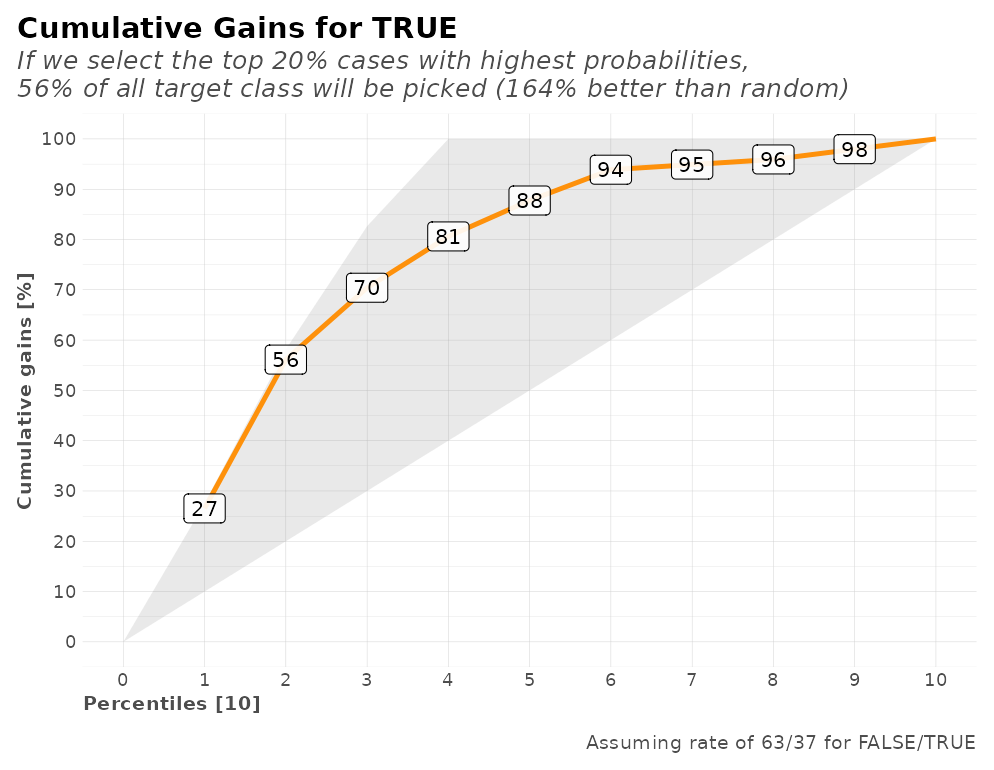 Cumulative Gains for TRUE
If we select the top 20% cases with highest probabilities,
56% of all target class will be picked (164% better than random)
Cumulative gains [%]
100
90
80
70
60
50
40
30
20
10
0
27
56
70
81
88
94
95
96
98
0 1 2 3 4 5 6 7 8 9 10
Percentiles [10]
Assuming rate of 63/37 for FALSE/TRUE